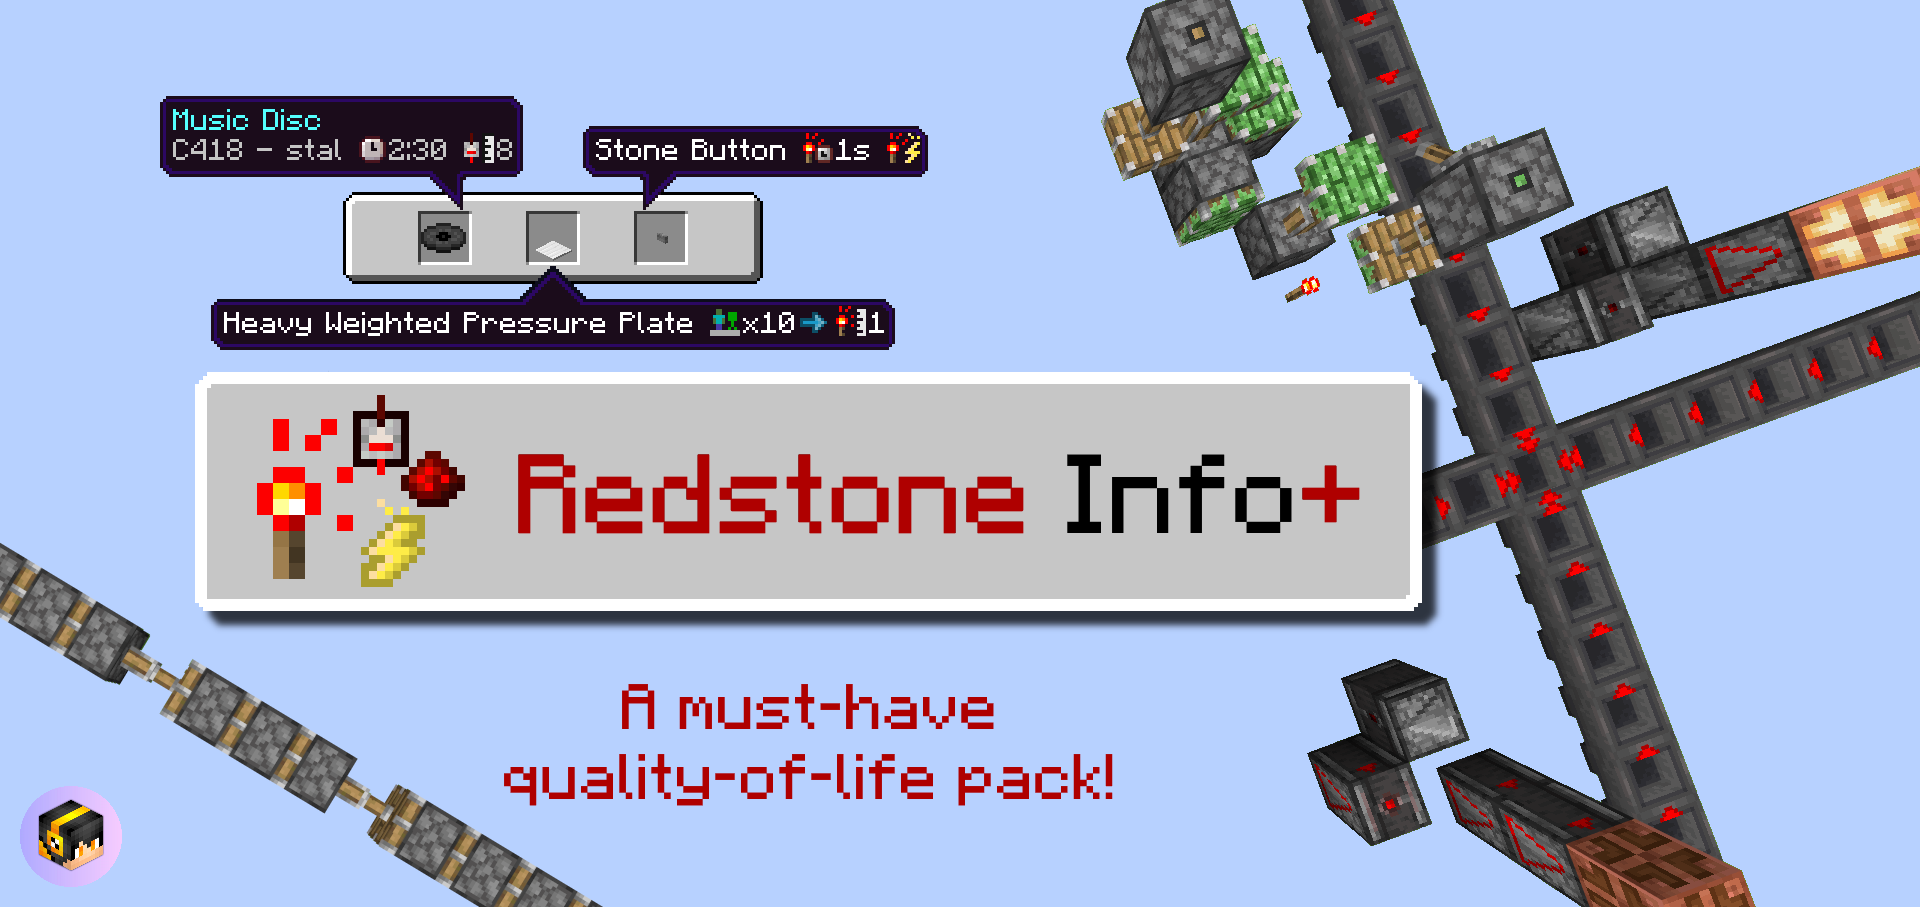 Music Disc
C418 - stal 2:30 8
Stone Button 1s
Heavy Weighted Pressure Plate x10 1
Redstone Info+
A must-have
quality-of-life pack!